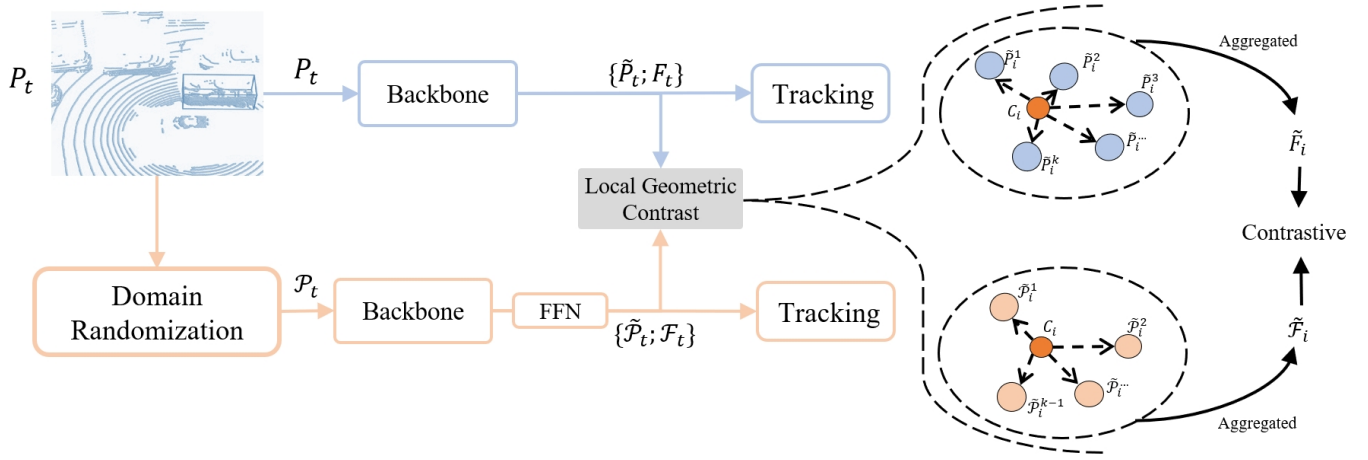 P_t
P_t
Backbone
{P̃_t; F_t}
Tracking
Local Geometric
Contrast
Domain
Randomization
𝒫_t
Backbone
FFN
{𝒫̃_t; ℱ_t}
Tracking
P̃_i^1
P̃_i^2
P̃_i^3
C_i
P̃_i^…
P̃_i^k
Aggregated
F̃_i
Contrastive
ℱ̃_i
𝒫̃_i^1
C_i
𝒫̃_i^2
𝒫̃_i^…
𝒫̃_i^{k-1}
Aggregated